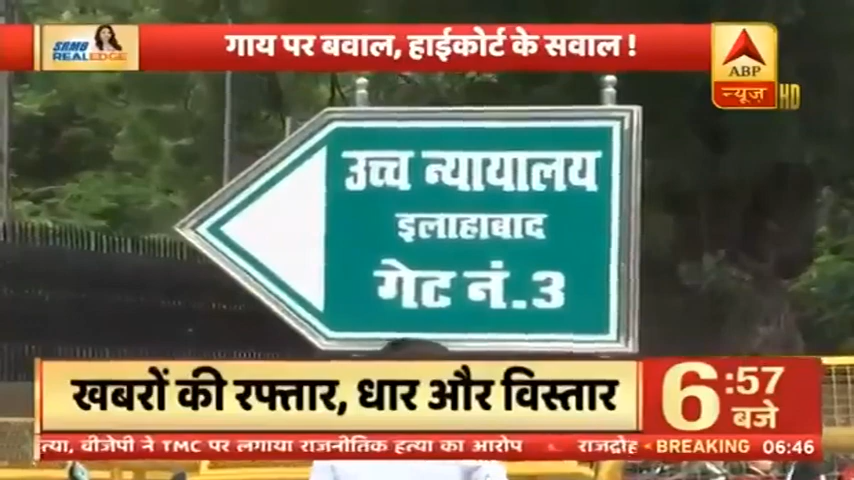 SRMB
REALEDGE
गाय पर बवाल, हाईकोर्ट के सवाल !
ABP
न्यूज़
HD
उच्च न्यायालय
इलाहाबाद
गेट नं.3
खबरों की रफ्तार, धार और विस्तार
6:57
बजे
त्या, बीजेपी ने TMC पर लगाया राजनीतिक हत्या का आरोप राजद्रोह BREAKING 06:46